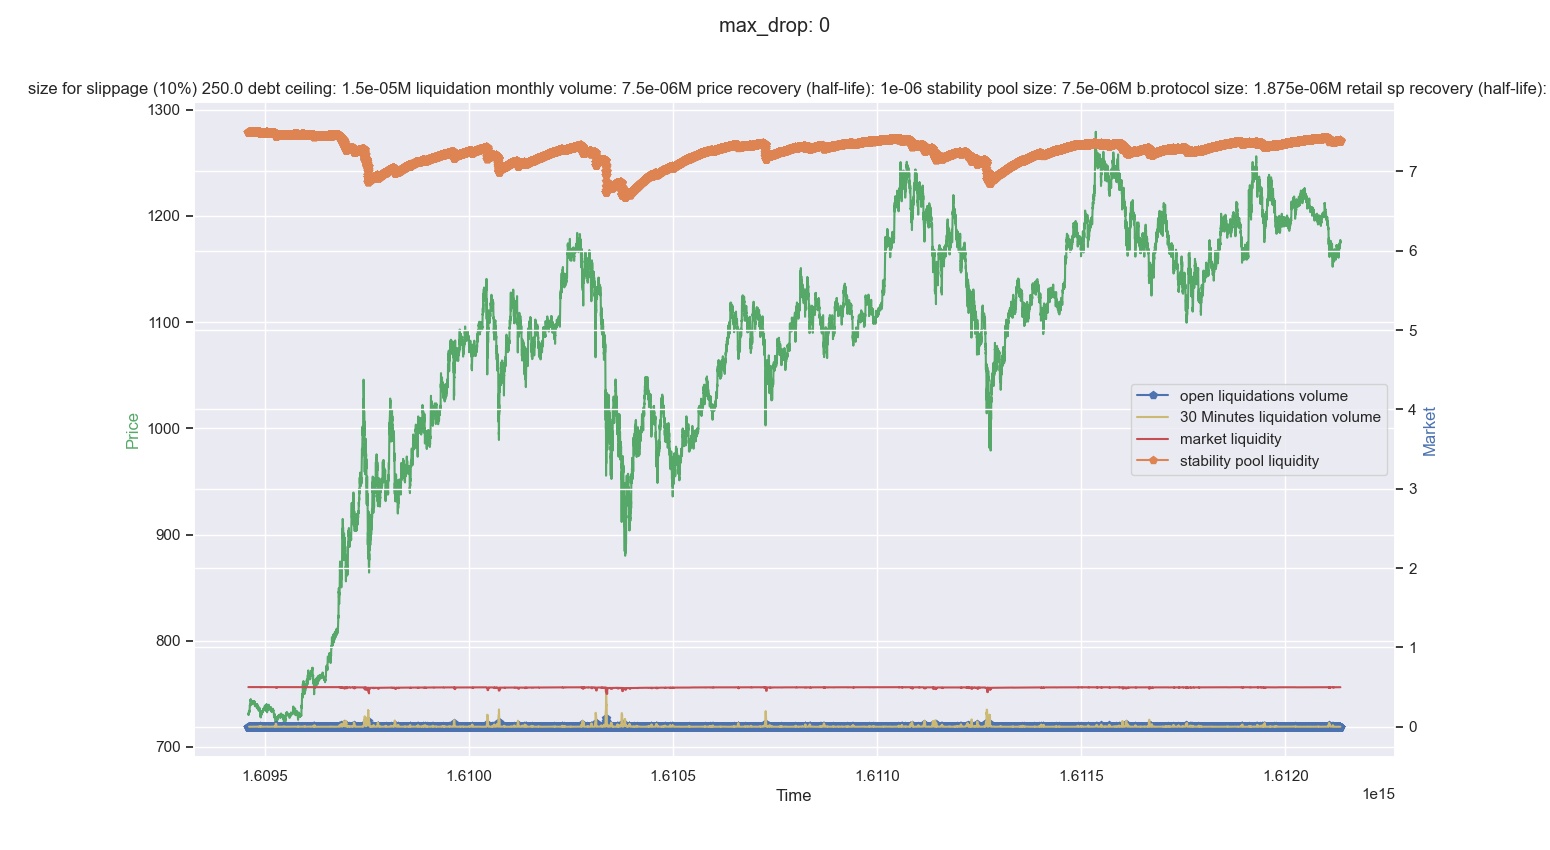 max_drop: 0
size for slippage (10%) 250.0 debt ceiling: 1.5e-05M liquidation monthly volume: 7.5e-06M price recovery (half-life): 1e-06 stability pool size: 7.5e-06M b.protocol size: 1.875e-06M retail sp recovery (half-life):
1300
1200
1100
1000
900
800
700
Price
7
6
5
4
3
2
1
0
Market
open liquidations volume
30 Minutes liquidation volume
market liquidity
stability pool liquidity
1.6095
1.6100
1.6105
1.6110
1.6115
1.6120
1e15
Time